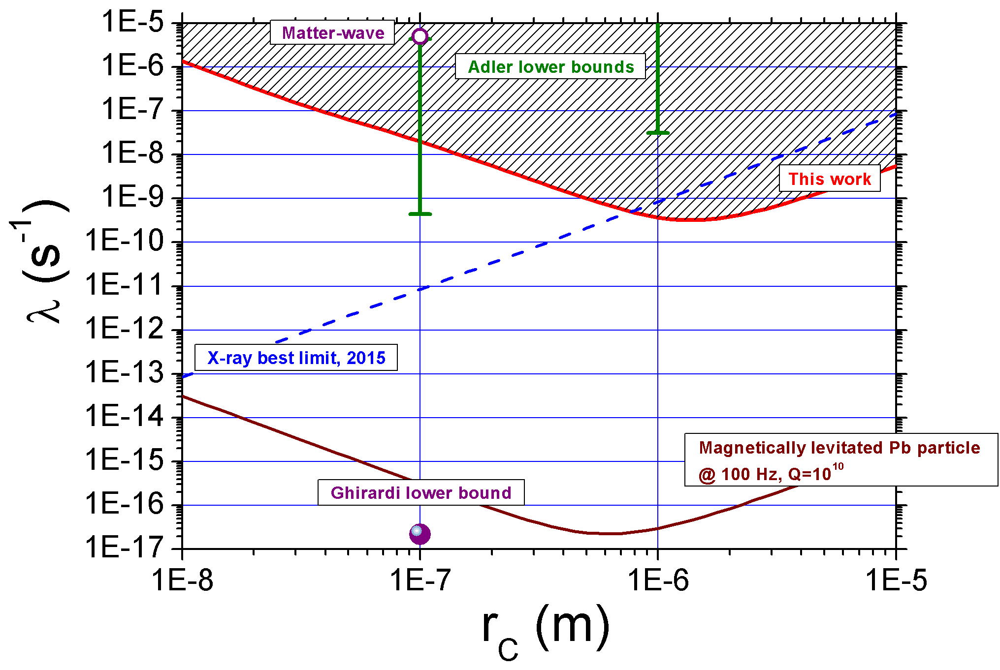 1E-5
1E-6
1E-7
1E-8
1E-9
1E-10
1E-11
1E-12
1E-13
1E-14
1E-15
1E-16
1E-17
λ (s⁻¹)
Matter-wave
Adler lower bounds
This work
X-ray best limit, 2015
Magnetically levitated Pb particle
@ 100 Hz, Q=10¹⁰
Ghirardi lower bound
1E-8 1E-7 1E-6 1E-5
r_C (m)